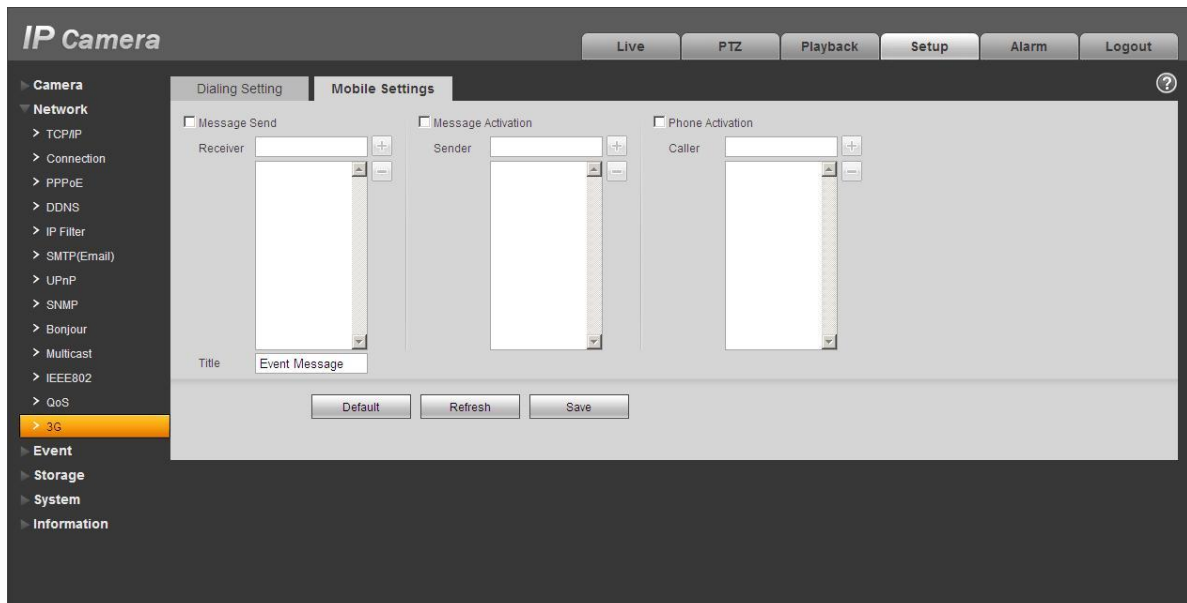 IP Camera
Live PTZ Playback Setup Alarm Logout
Camera
Network
TCP/IP
Connection
PPPoE
DDNS
IP Filter
SMTP(Email)
UPnP
SNMP
Bonjour
Multicast
IEEE802
QoS
3G
Event
Storage
System
Information
Dialing Setting Mobile Settings
?
Message Send Message Activation Phone Activation
Receiver Sender Caller
Title Event Message
Default Refresh Save